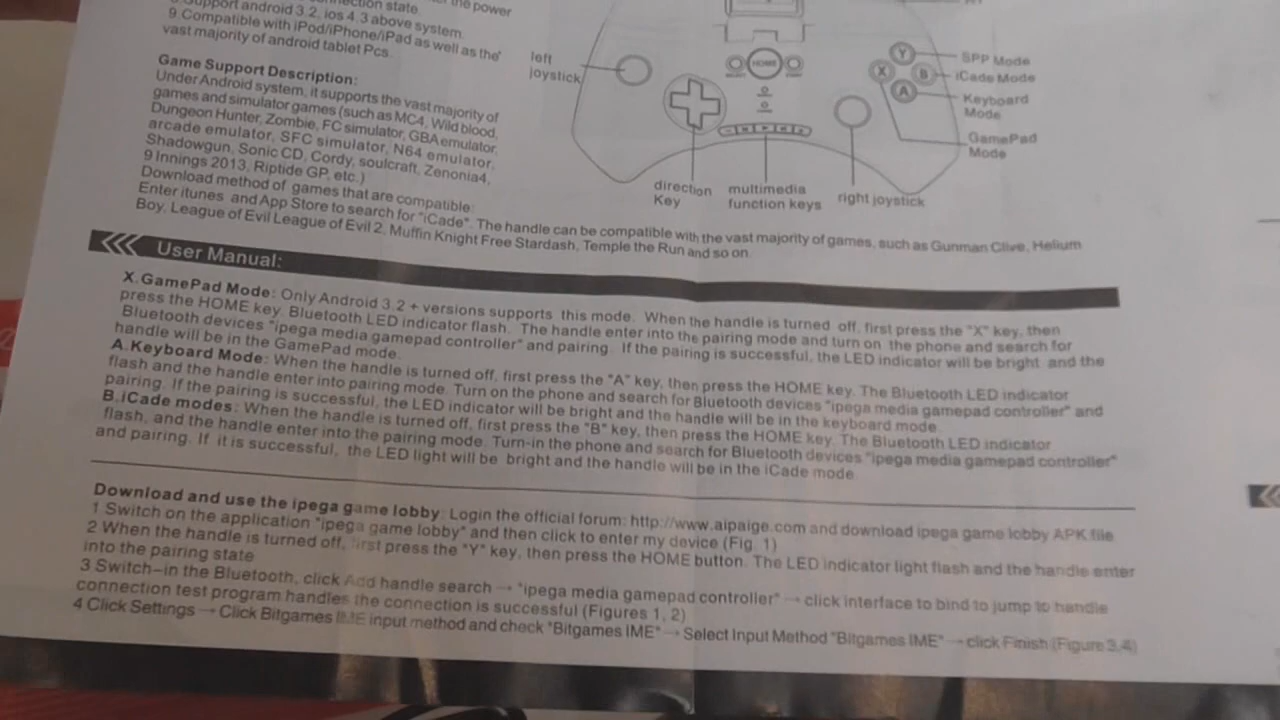 the power
nection state.
Support android 3.2, ios 4.3 above system.
9.Compatible with iPod/iPhone/iPad as well as the
vast majority of android tablet Pcs.
Game Support Description:
Under Android system, it supports the vast majority of
games and simulator games (such as MC4, Wild blood,
Dungeon Hunter, Zombie, FC simulator, GBA emulator,
arcade emulator, SFC simulator, N64 emulator,
Shadowgun, Sonic CD, Cordy, soulcraft, Zenonia4,
9 Innings 2013, Riptide GP, etc.)
Download method of games that are compatible:
Enter itunes and App Store to search for "iCade". The handle can be compatible with the vast majority of games, such as Gunman Clive, Helium
Boy, League of Evil League of Evil 2, Muffin Knight Free Stardash, Temple the Run and so on
left
joystick
HOME
Y
X
B
A
SPP Mode
iCade Mode
Keyboard
Mode
GamePad
Mode
direction
Key
multimedia
function keys
right joystick
User Manual:
X.GamePad Mode: Only Android 3.2 + versions supports this mode. When the handle is turned off, first press the "X" key, then
press the HOME key. Bluetooth LED indicator flash. The handle enter into the pairing mode and turn on the phone and search for
Bluetooth devices "ipega media gamepad controller" and pairing. If the pairing is successful, the LED indicator will be bright and the
handle will be in the GamePad mode.
A.Keyboard Mode: When the handle is turned off, first press the "A" key, then press the HOME key. The Bluetooth LED indicator
flash and the handle enter into pairing mode. Turn on the phone and search for Bluetooth devices "ipega media gamepad controller" and
pairing. If the pairing is successful, the LED indicator will be bright and the handle will be in the keyboard mode.
B.iCade modes: When the handle is turned off, first press the "B" key, then press the HOME key. The Bluetooth LED indicator
flash, and the handle enter into the pairing mode. Turn-in the phone and search for Bluetooth devices "ipega media gamepad controller"
and pairing. If it is successful, the LED light will be bright and the handle will be in the iCade mode.
Download and use the ipega game lobby: Login the official forum: http://www.aipaige.com and download ipega game lobby APK file
1 Switch on the application "ipega game lobby" and then click to enter my device (Fig. 1)
2 When the handle is turned off, first press the "Y" key, then press the HOME button. The LED indicator light flash and the handle enter
into the pairing state
3 Switch-in the Bluetooth, click Add handle search → "ipega media gamepad controller" → click interface to bind to jump to handle
connection test program handles the connection is successful (Figures 1, 2)
4 Click Settings → Click Bitgames IME input method and check "Bitgames IME" → Select Input Method "Bitgames IME" → click Finish (Figure 3,4)